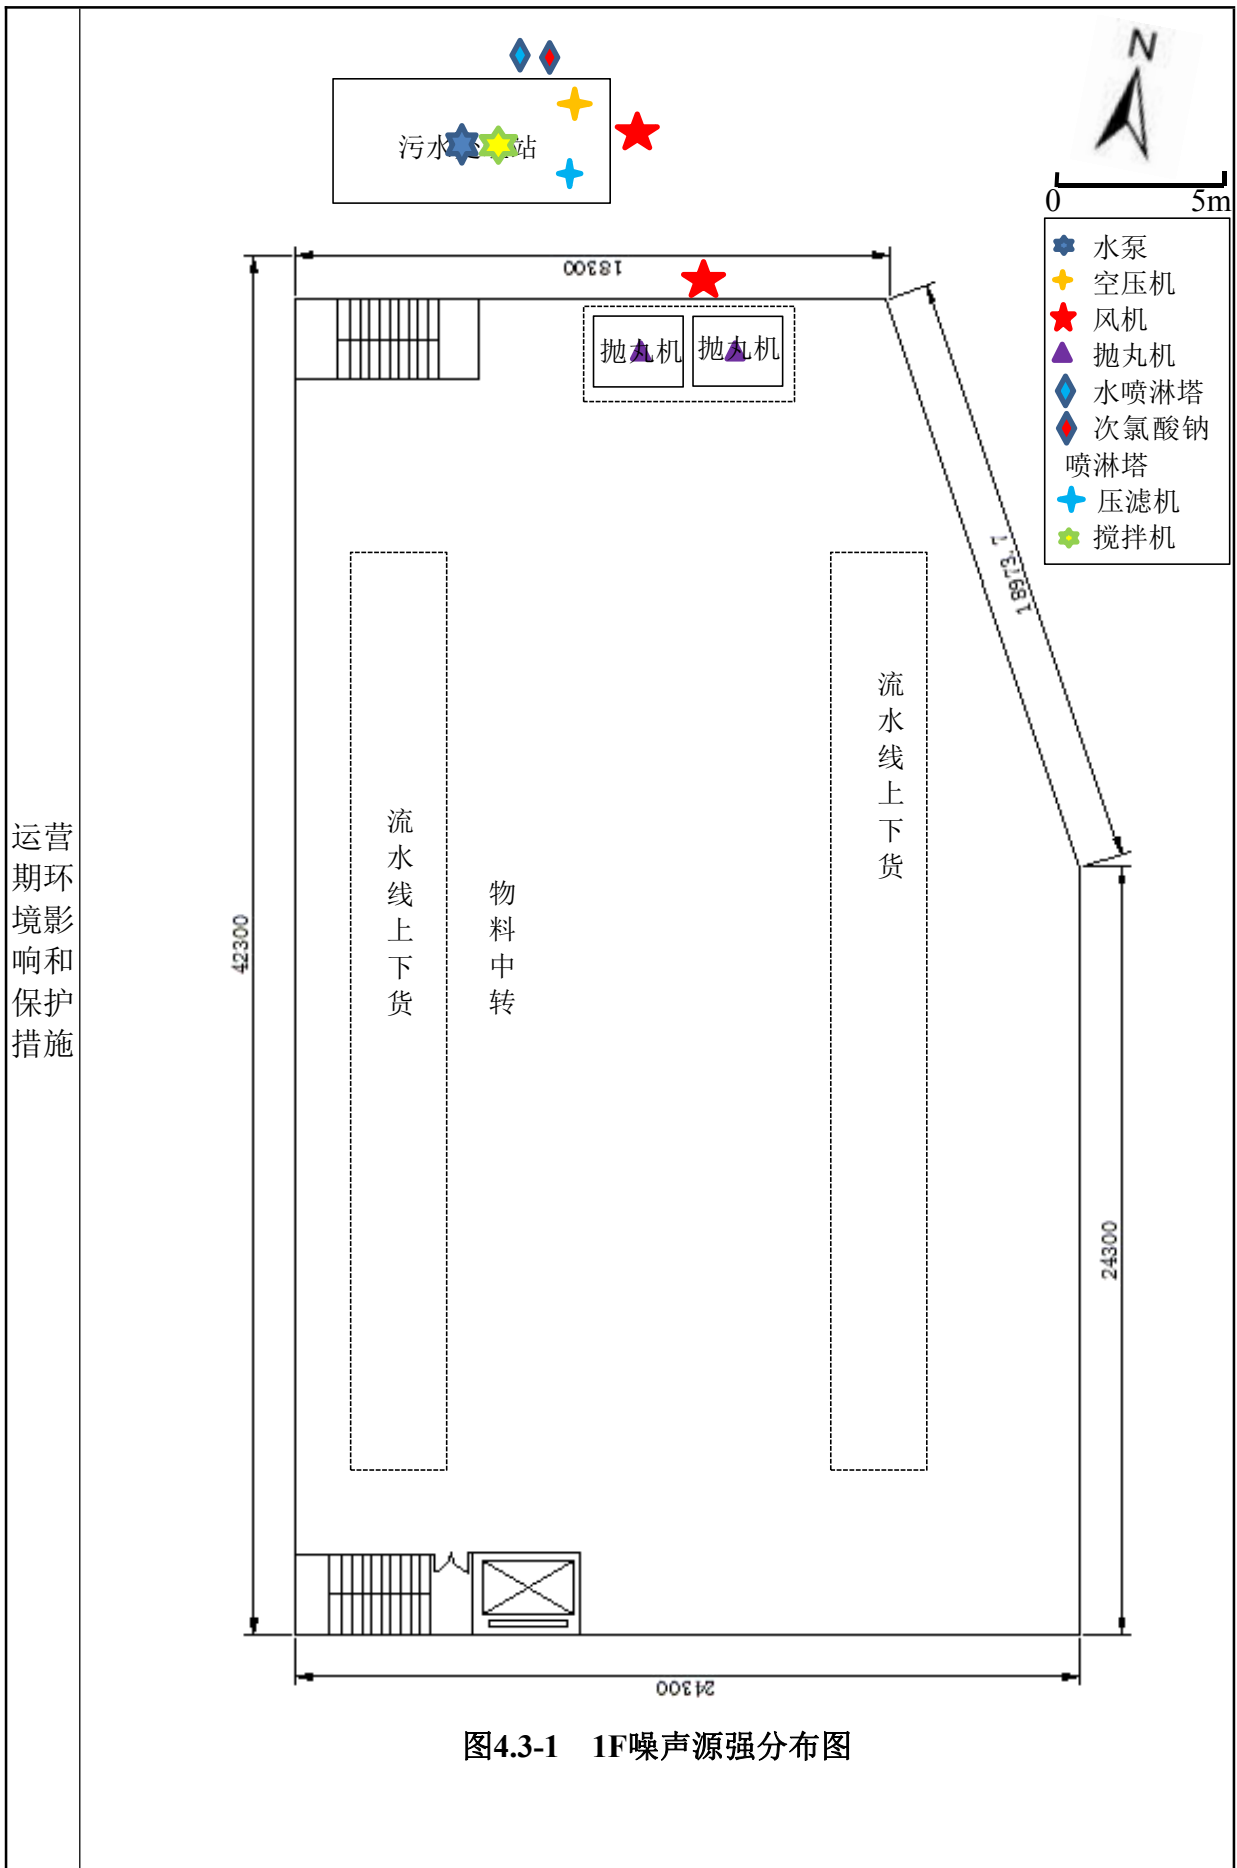 N
0 5m
水泵
空压机
风机
抛丸机
水喷淋塔
次氯酸钠
喷淋塔
压滤机
搅拌机
污水 站
18300
抛丸机 抛丸机
18973.7
流水线上下货
流水线上下货
物料中转
42300
24300
24300
运营
期环
境影
响和
保护
措施
图4.3-1 1F噪声源强分布图